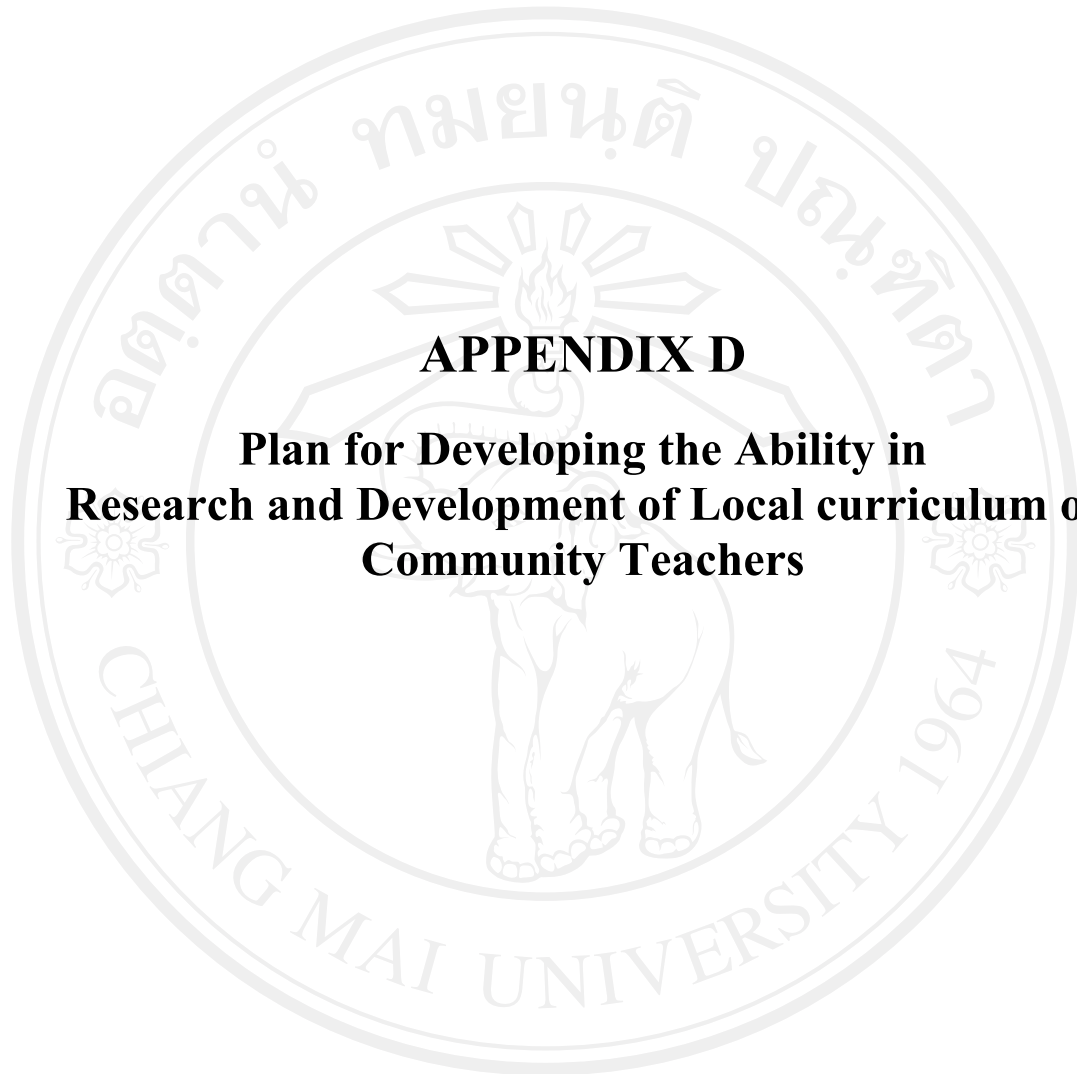 อตฺตานํ ทมยนฺติ ปณฺฑิตา
APPENDIX D
Plan for Developing the Ability in
Research and Development of Local curriculum o
Community Teachers
CHIANG MAI UNIVERSITY 1964